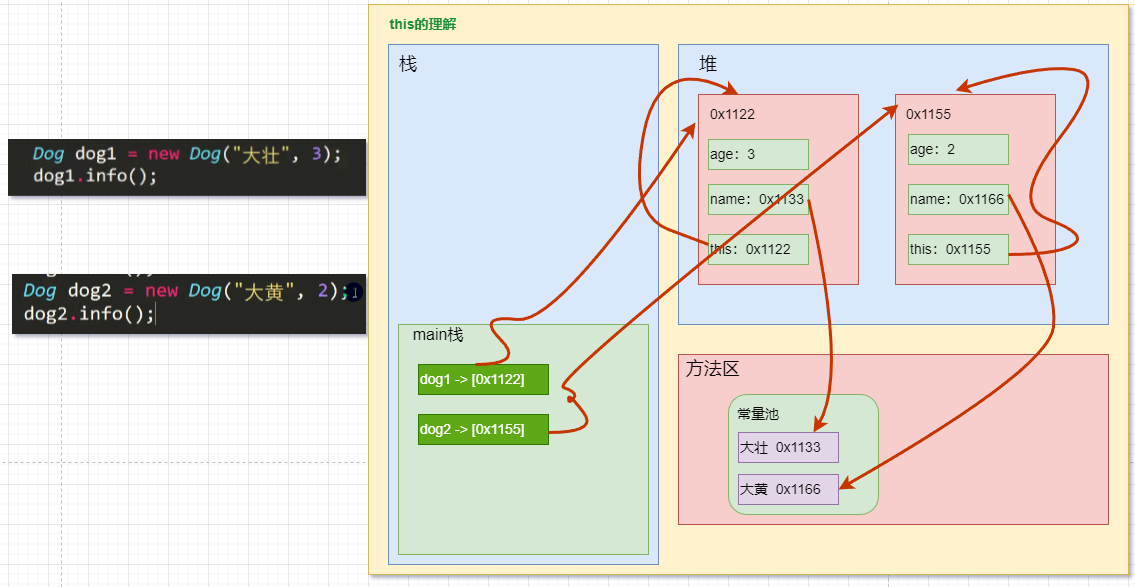 this的理解
Dog dog1 = new Dog("大壮", 3);
dog1.info();
Dog dog2 = new Dog("大黄", 2);
dog2.info();
栈
main栈
dog1 -> [0x1122]
dog2 -> [0x1155]
堆
0x1122
age：3
name：0x1133
this：0x1122
0x1155
age：2
name：0x1166
this：0x1155
方法区
常量池
大壮 0x1133
大黄 0x1166